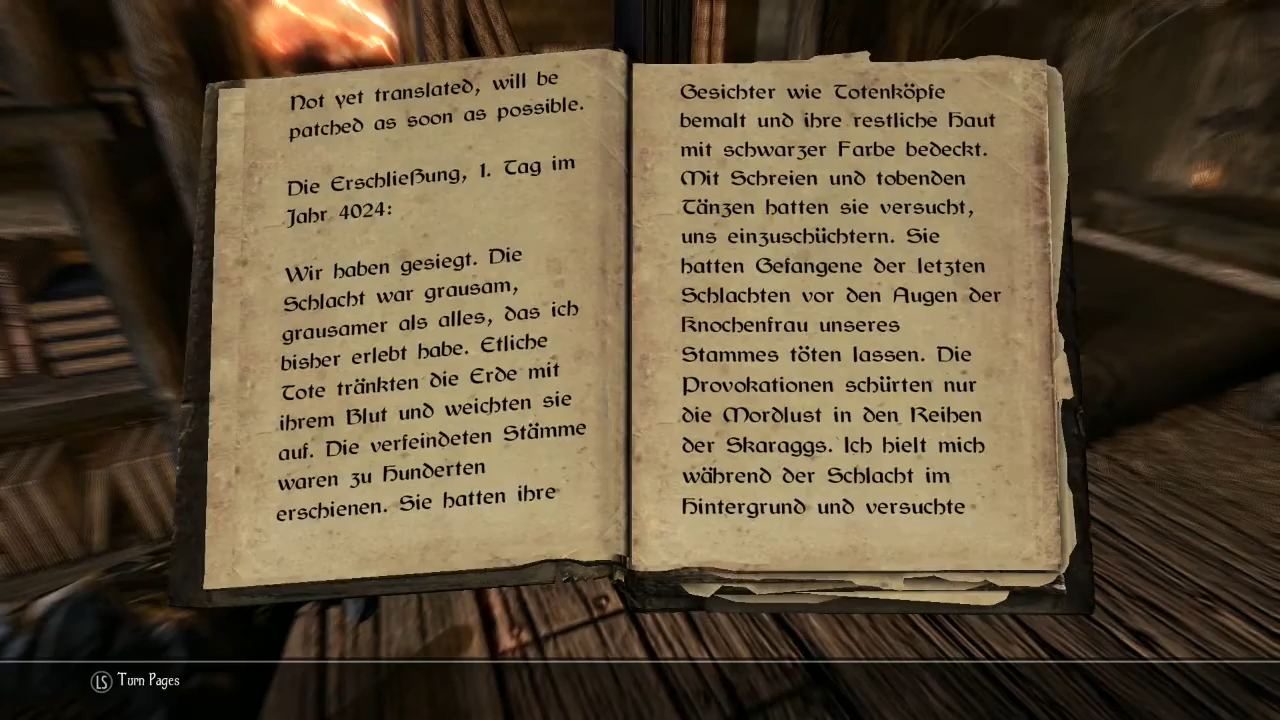 Not yet translated, will be
patched as soon as possible.
Die Erschließung, 1. Tag im
Jahr 4024:
Wir haben gesiegt. Die
Schlacht war grausam,
grausamer als alles, das ich
bisher erlebt habe. Etliche
Tote tränkten die Erde mit
ihrem Blut und weichten sie
auf. Die verfeindeten Stämme
waren zu Hunderten
erschienen. Sie hatten ihre
Gesichter wie Totenköpfe
bemalt und ihre restliche Haut
mit schwarzer Farbe bedeckt.
Mit Schreien und tobenden
Tänzen hatten sie versucht,
uns einzuschüchtern. Sie
hatten Gefangene der letzten
Schlachten vor den Augen der
Knochenfrau unseres
Stammes töten lassen. Die
Provokationen schürten nur
die Mordlust in den Reihen
der Skaraggs. Ich hielt mich
während der Schlacht im
Hintergrund und versuchte
LS Turn Pages